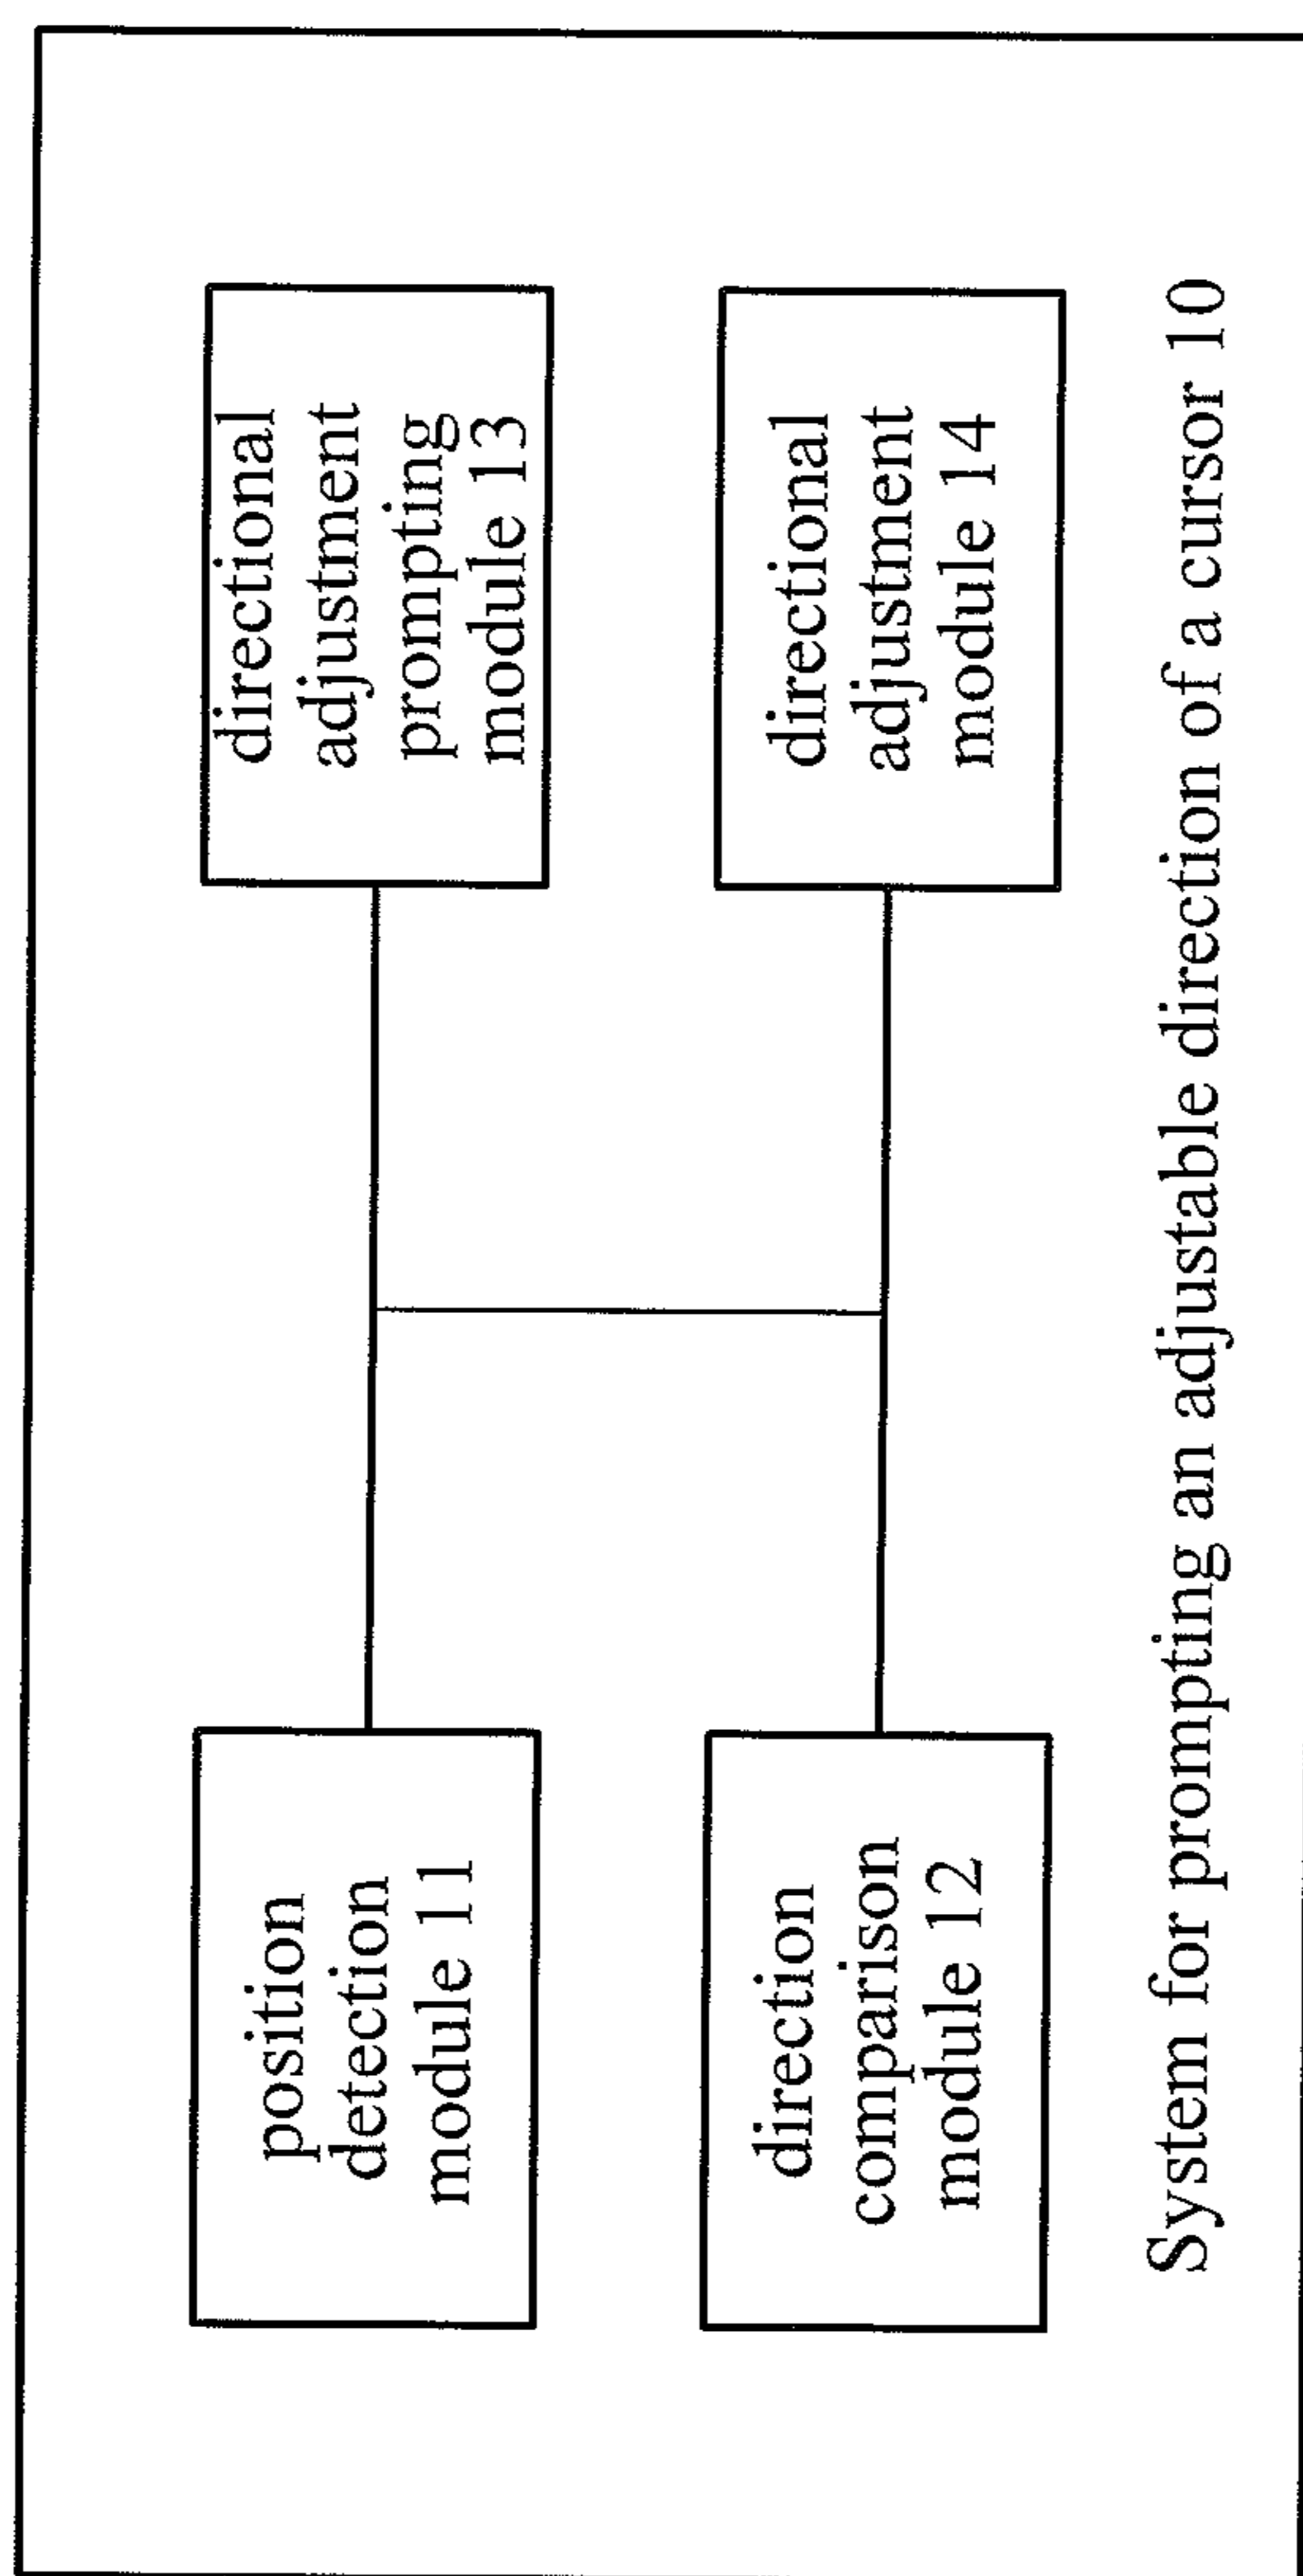 position
detection
module 11
directional
adjustment
prompting
module 13
direction
comparison
module 12
directional
adjustment
module 14
System for prompting an adjustable direction of a cursor 10